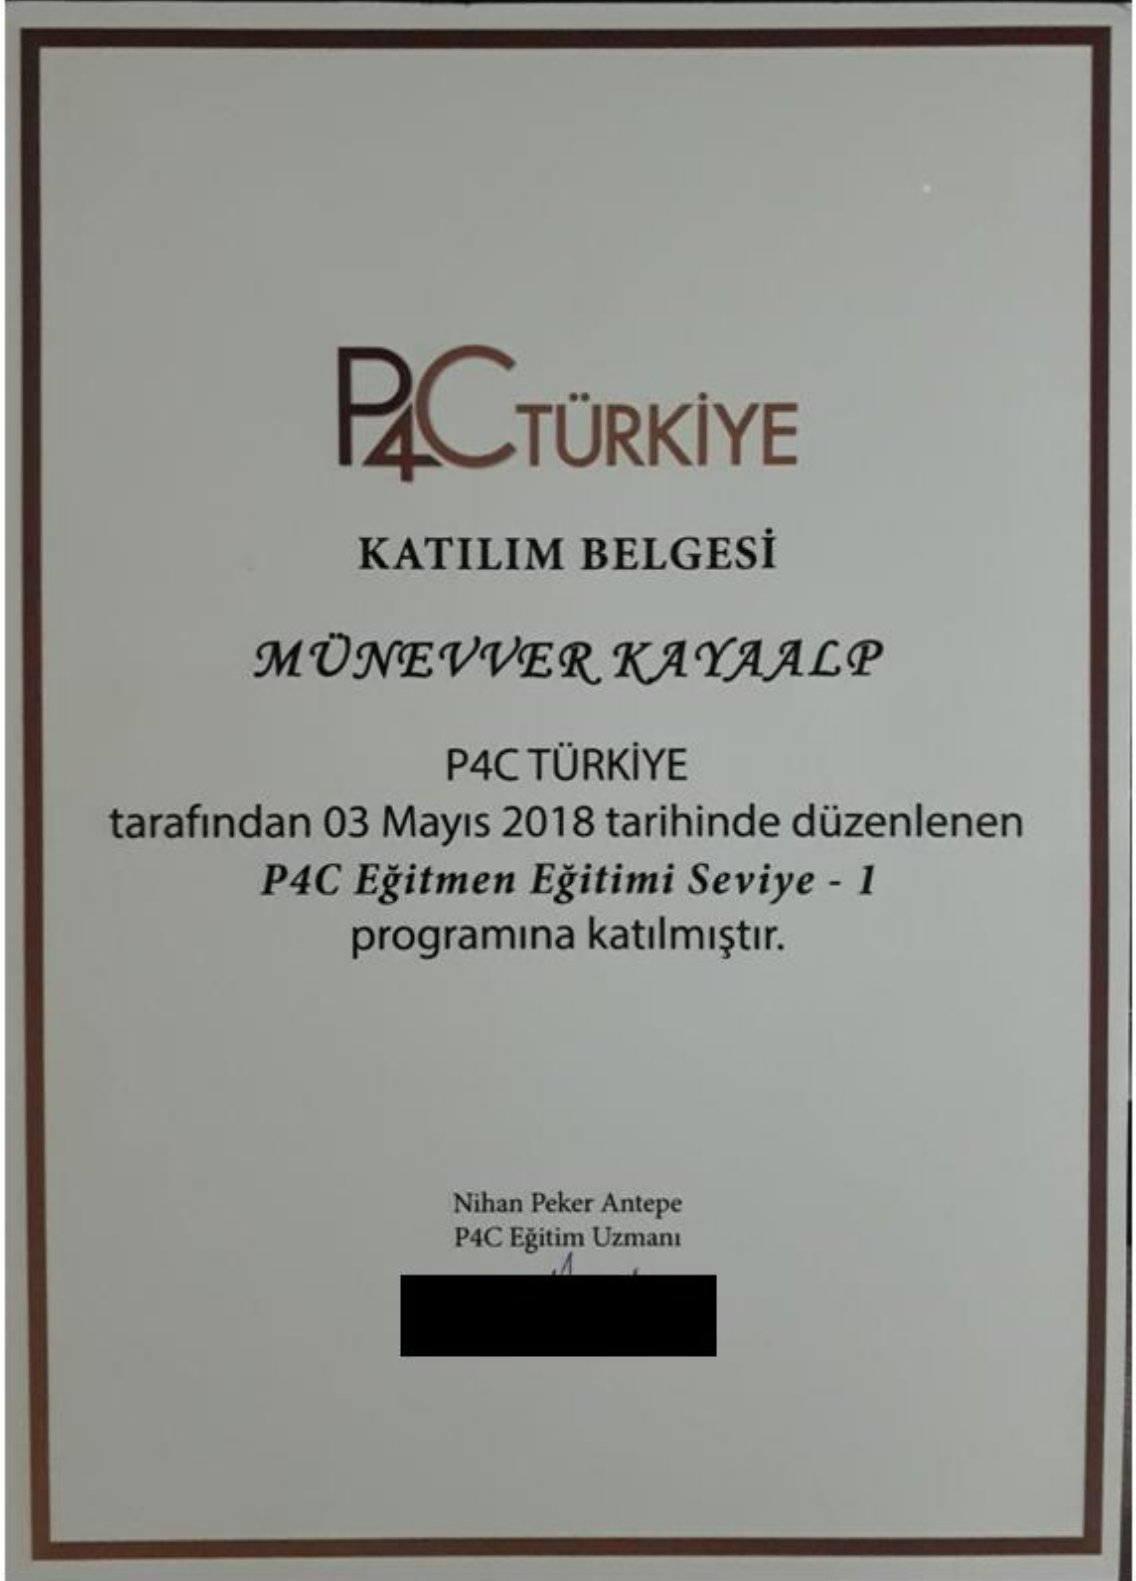 P4C TÜRKİYE
KATILIM BELGESİ
MÜNEVVER KAYAALP
P4C TÜRKİYE
tarafından 03 Mayıs 2018 tarihinde düzenlenen
P4C Eğitmen Eğitimi Seviye - 1
programına katılmıştır.
Nihan Peker Antepe
P4C Eğitim Uzmanı